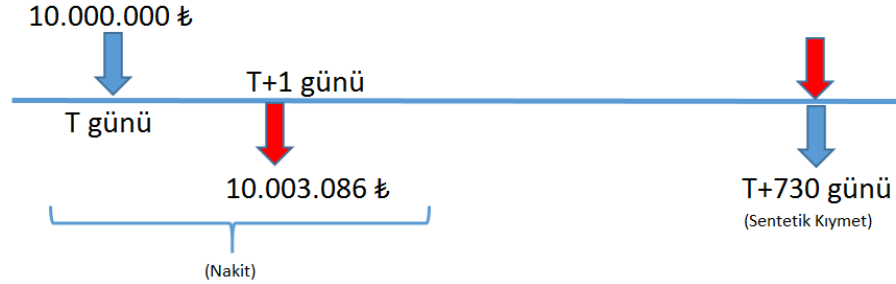 10.000.000 ₺
T+1 günü
T günü
10.003.086 ₺
T+730 günü
(Sentetik Kıymet)
(Nakit)